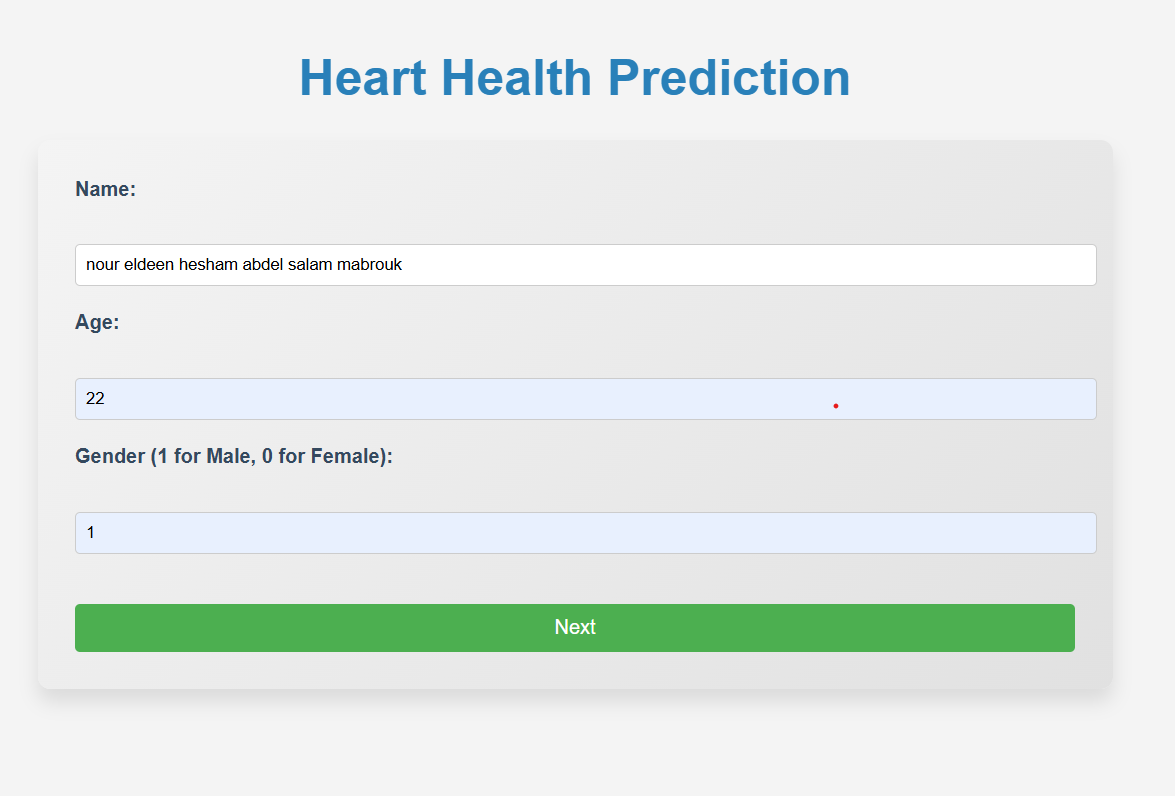 Heart Health Prediction
Name:
nour eldeen hesham abdel salam mabrouk
Age:
22
Gender (1 for Male, 0 for Female):
1
Next